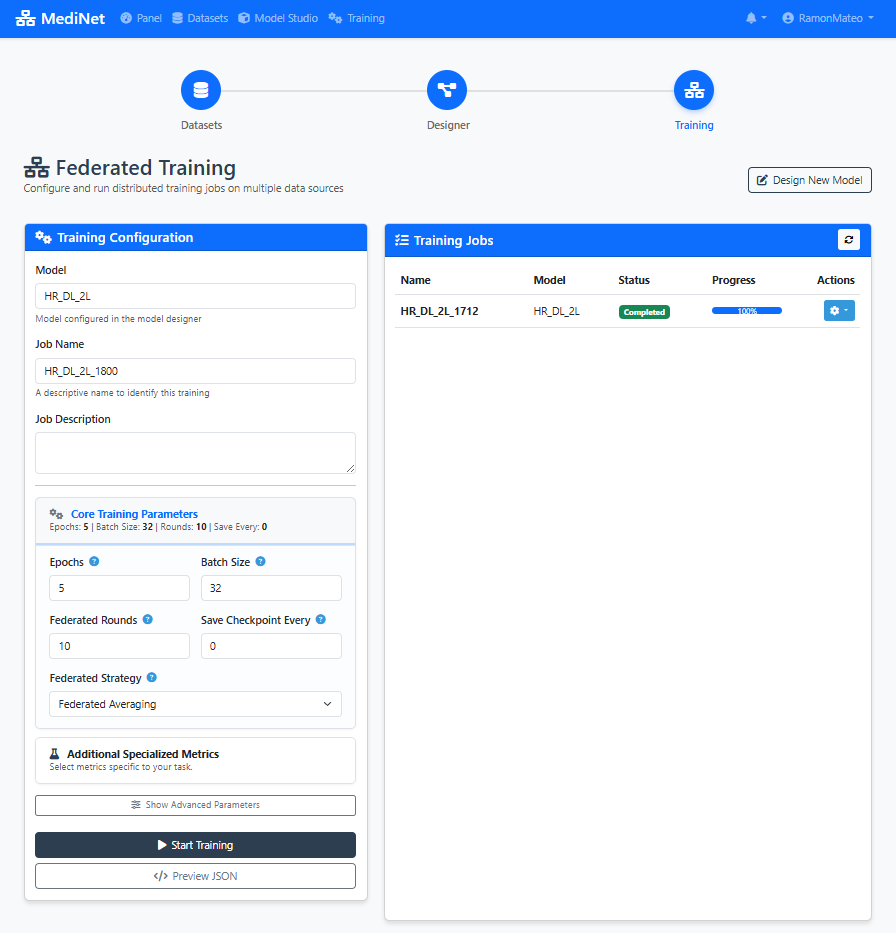 MediNet Panel Datasets Model Studio Training RamonMateo
Datasets Designer Training
Federated Training
Configure and run distributed training jobs on multiple data sources
Design New Model
Training Configuration
Model
HR_DL_2L
Model configured in the model designer
Job Name
HR_DL_2L_1800
A descriptive name to identify this training
Job Description
Core Training Parameters
Epochs: 5 | Batch Size: 32 | Rounds: 10 | Save Every: 0
Epochs ? Batch Size ?
5 32
Federated Rounds ? Save Checkpoint Every ?
10 0
Federated Strategy ?
Federated Averaging
Additional Specialized Metrics
Select metrics specific to your task.
Show Advanced Parameters
Start Training
</> Preview JSON
Training Jobs
Name Model Status Progress Actions
HR_DL_2L_1712 HR_DL_2L Completed 100%